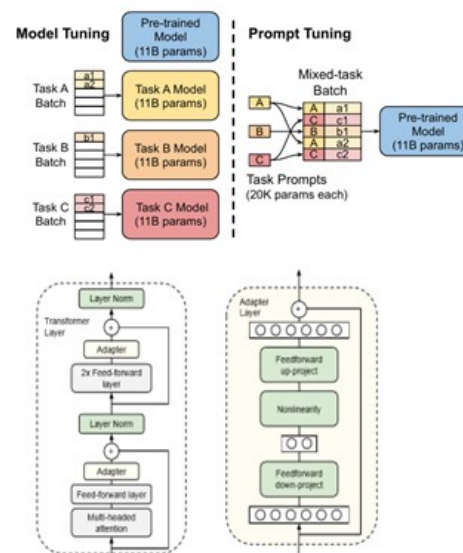 Model Tuning
Pre-trained
Model
(11B params)
Task A
Batch
a1
a2
Task A Model
(11B params)
Task B
Batch
b1
Task B Model
(11B params)
Task C
Batch
c1
c2
Task C Model
(11B params)
Prompt Tuning
Mixed-task
Batch
A
B
C
A a1
C c1
B b1
A a2
C c2
Task Prompts
(20K params each)
Pre-trained
Model
(11B params)
Transformer
Layer
Layer Norm
+
Adapter
2x Feed-forward
layer
Layer Norm
+
Adapter
Feed-forward layer
Multi-headed
attention
Adapter
Layer
+
Feedforward
up-project
Nonlinearity
Feedforward
down-project